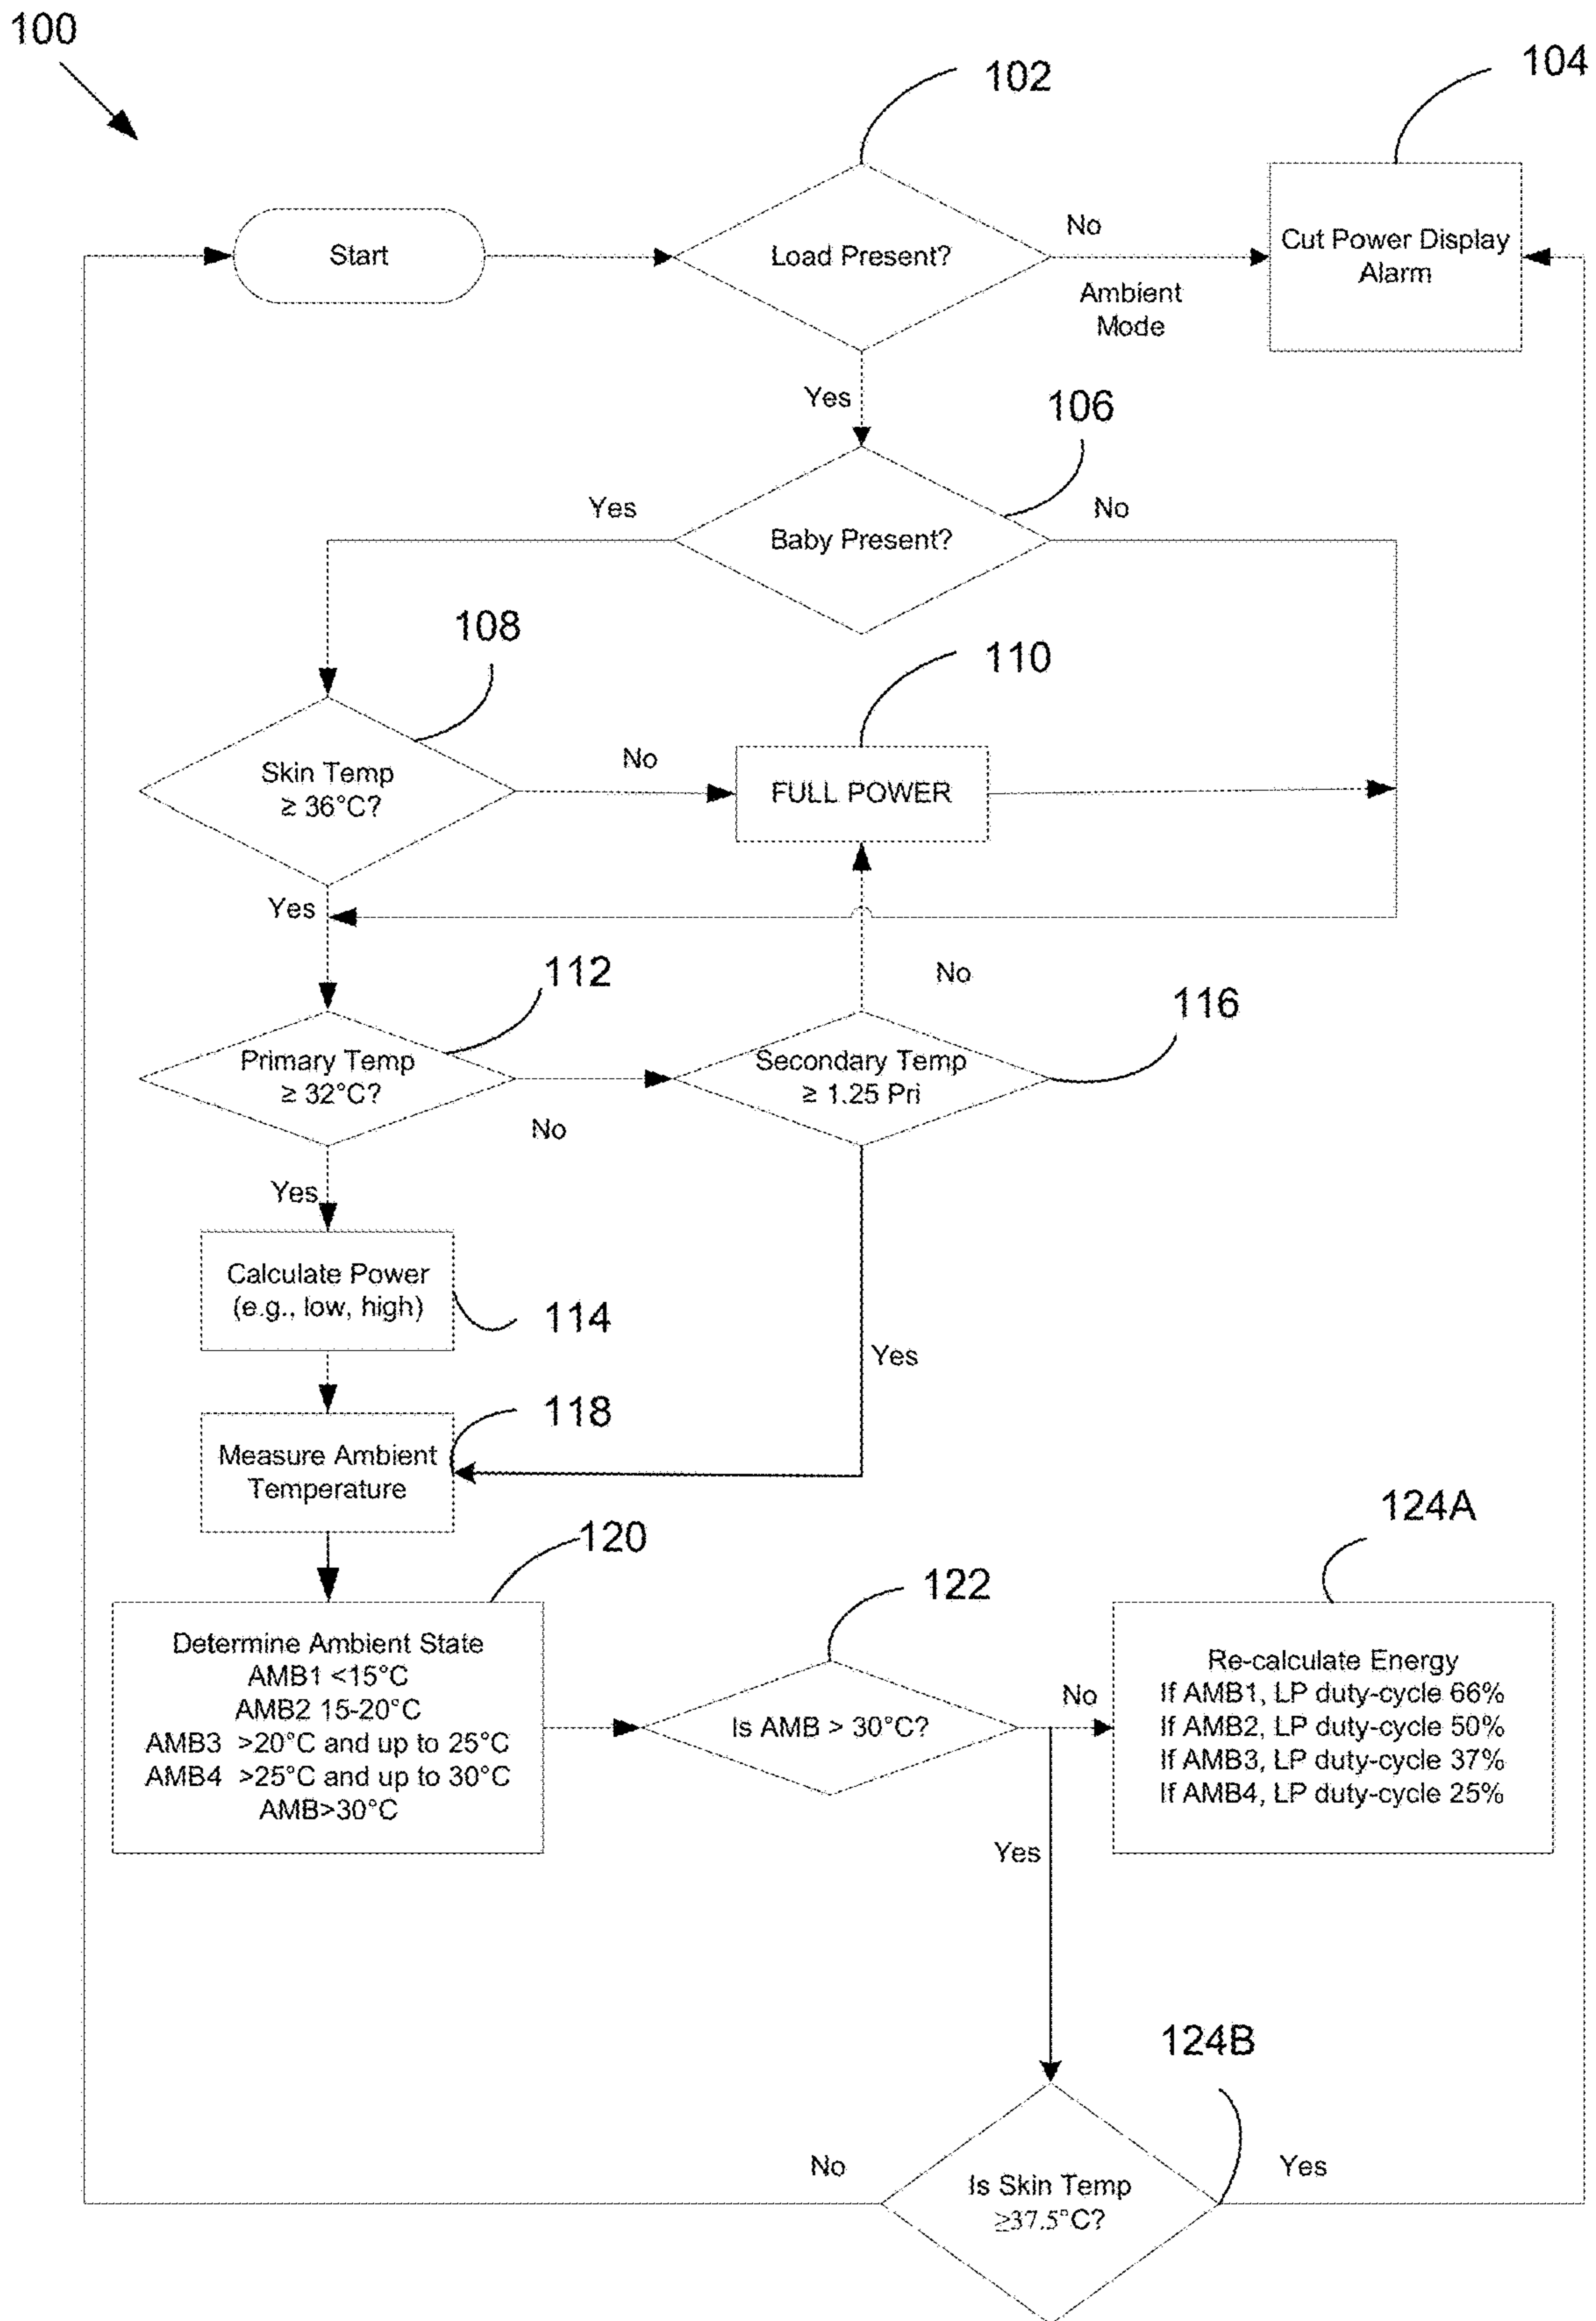 100
102
104
Start
Load Present?
No
Ambient
Mode
Cut Power Display
Alarm
Yes
106
Yes
Baby Present?
No
108
110
Skin Temp
≥ 36°C?
No
FULL POWER
Yes
112
No
116
Primary Temp
≥ 32°C?
No
Secondary Temp
≥ 1.25 Pri
Yes
Calculate Power
(e.g., low, high)
114
Yes
118
Measure Ambient
Temperature
120
122
124A
Determine Ambient State
AMB1 <15°C
AMB2 15-20°C
AMB3 >20°C and up to 25°C
AMB4 >25°C and up to 30°C
AMB>30°C
Is AMB > 30°C?
No
Re-calculate Energy
If AMB1, LP duty-cycle 66%
If AMB2, LP duty-cycle 50%
If AMB3, LP duty-cycle 37%
If AMB4, LP duty-cycle 25%
Yes
124B
No
Is Skin Temp
≥37.5°C?
Yes